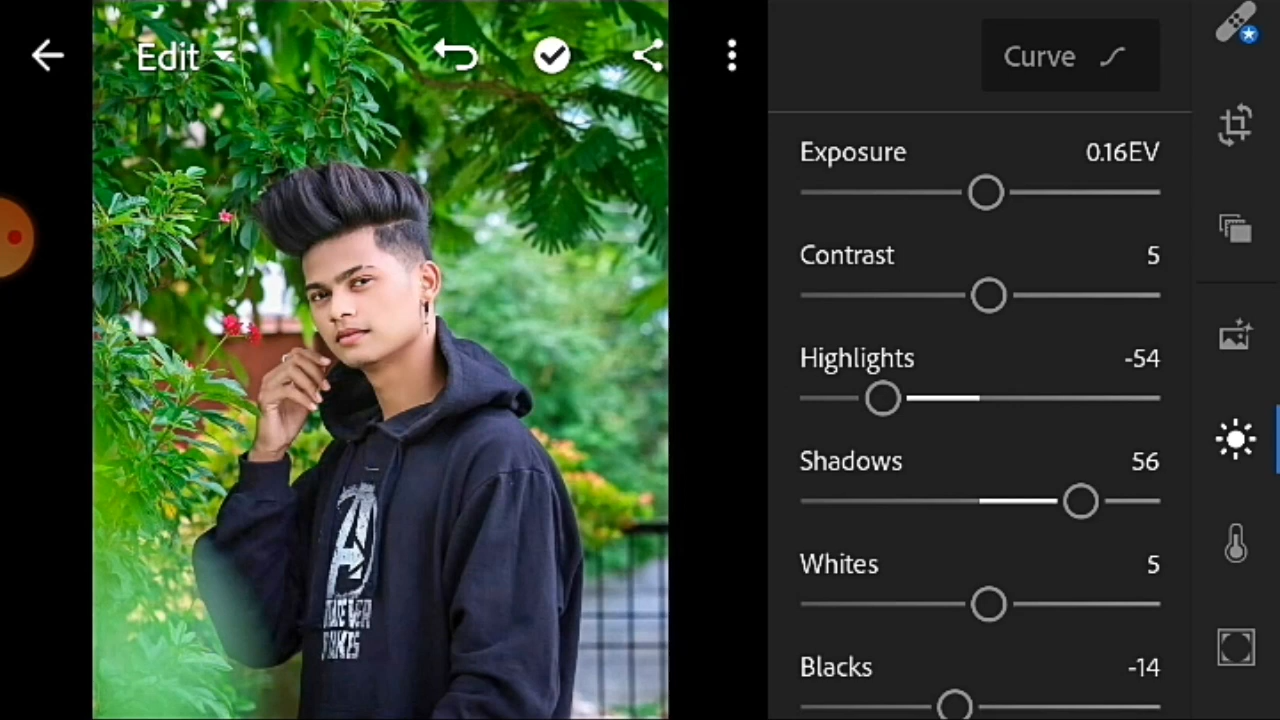 Edit
Curve
Exposure 0.16EV
Contrast 5
Highlights -54
Shadows 56
Whites 5
Blacks -14